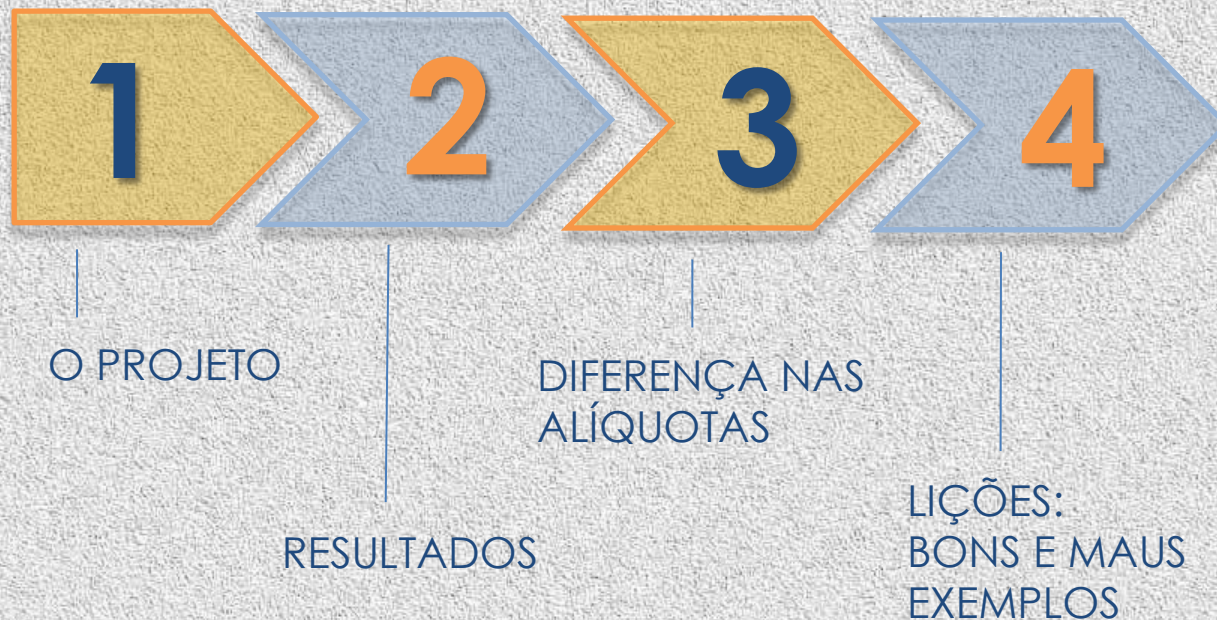 1
2
3
4
O PROJETO
RESULTADOS
DIFERENÇA NAS
ALÍQUOTAS
LIÇÕES:
BONS E MAUS
EXEMPLOS